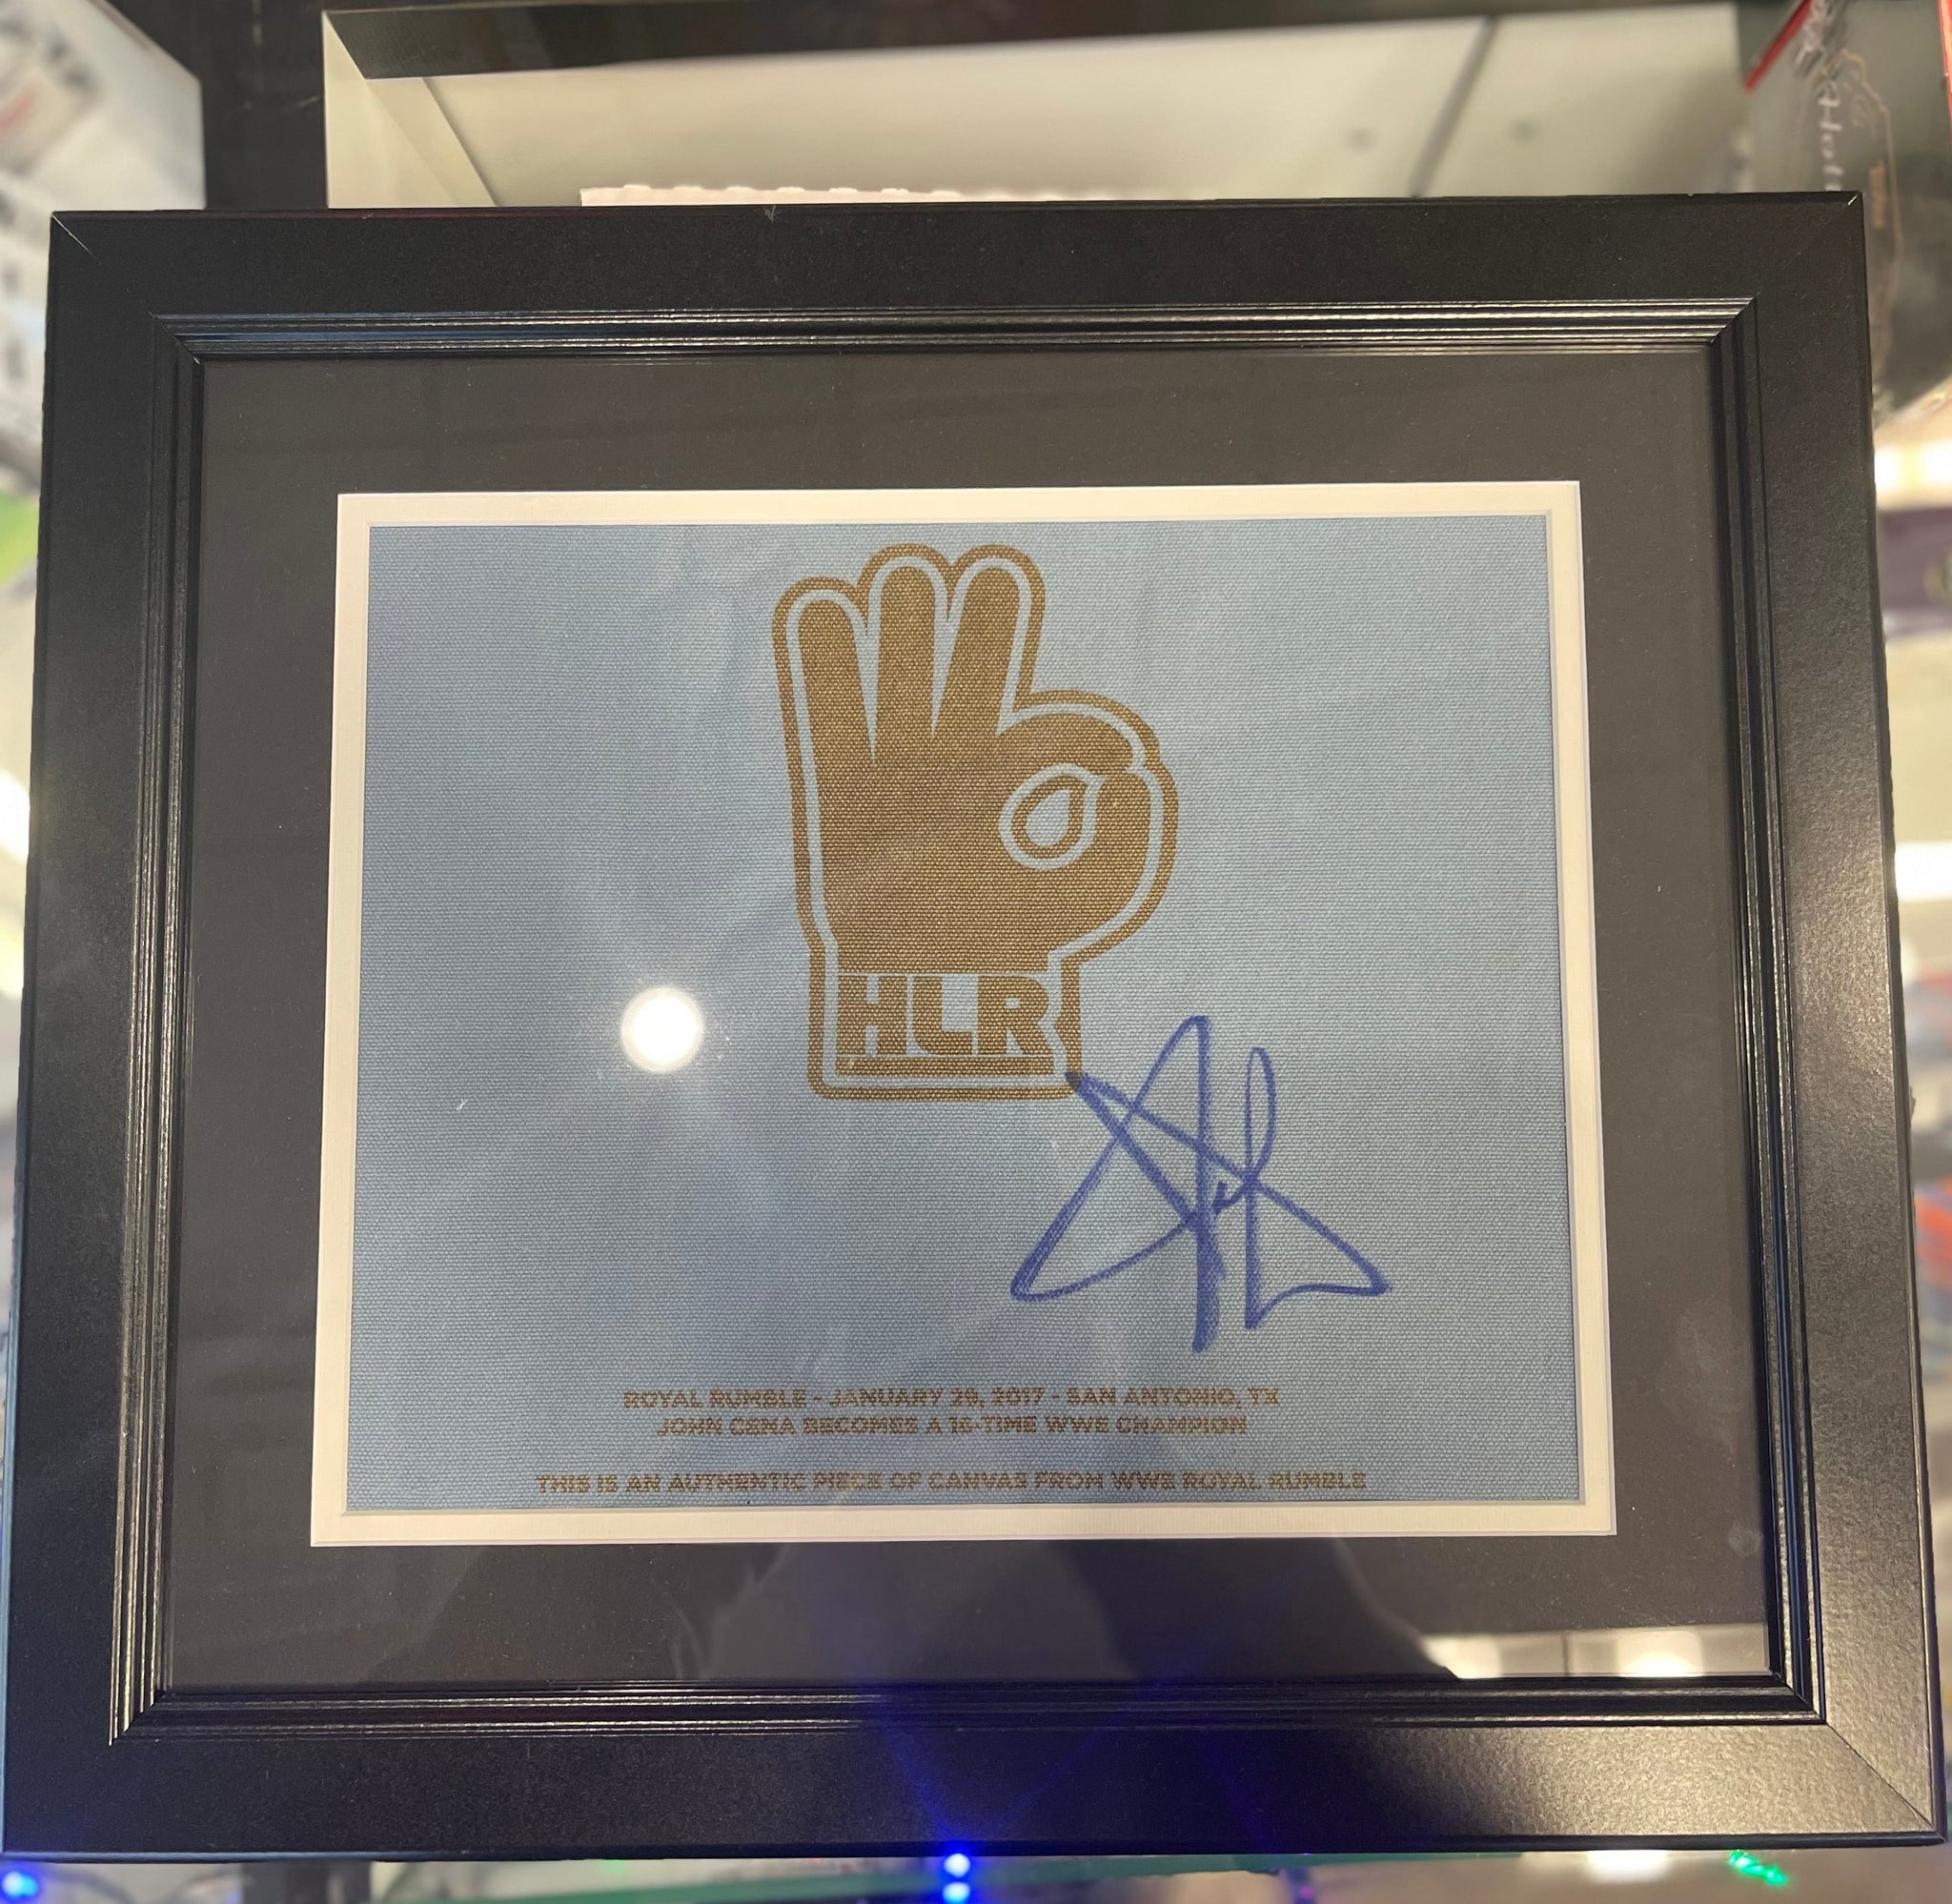 HLR
ROYAL RUMBLE - JANUARY 29, 2017 - SAN ANTONIO, TX
JOHN CENA BECOMES A 16-TIME WWE CHAMPION
THIS IS AN AUTHENTIC PIECE OF CANVAS FROM WWE ROYAL RUMBLE